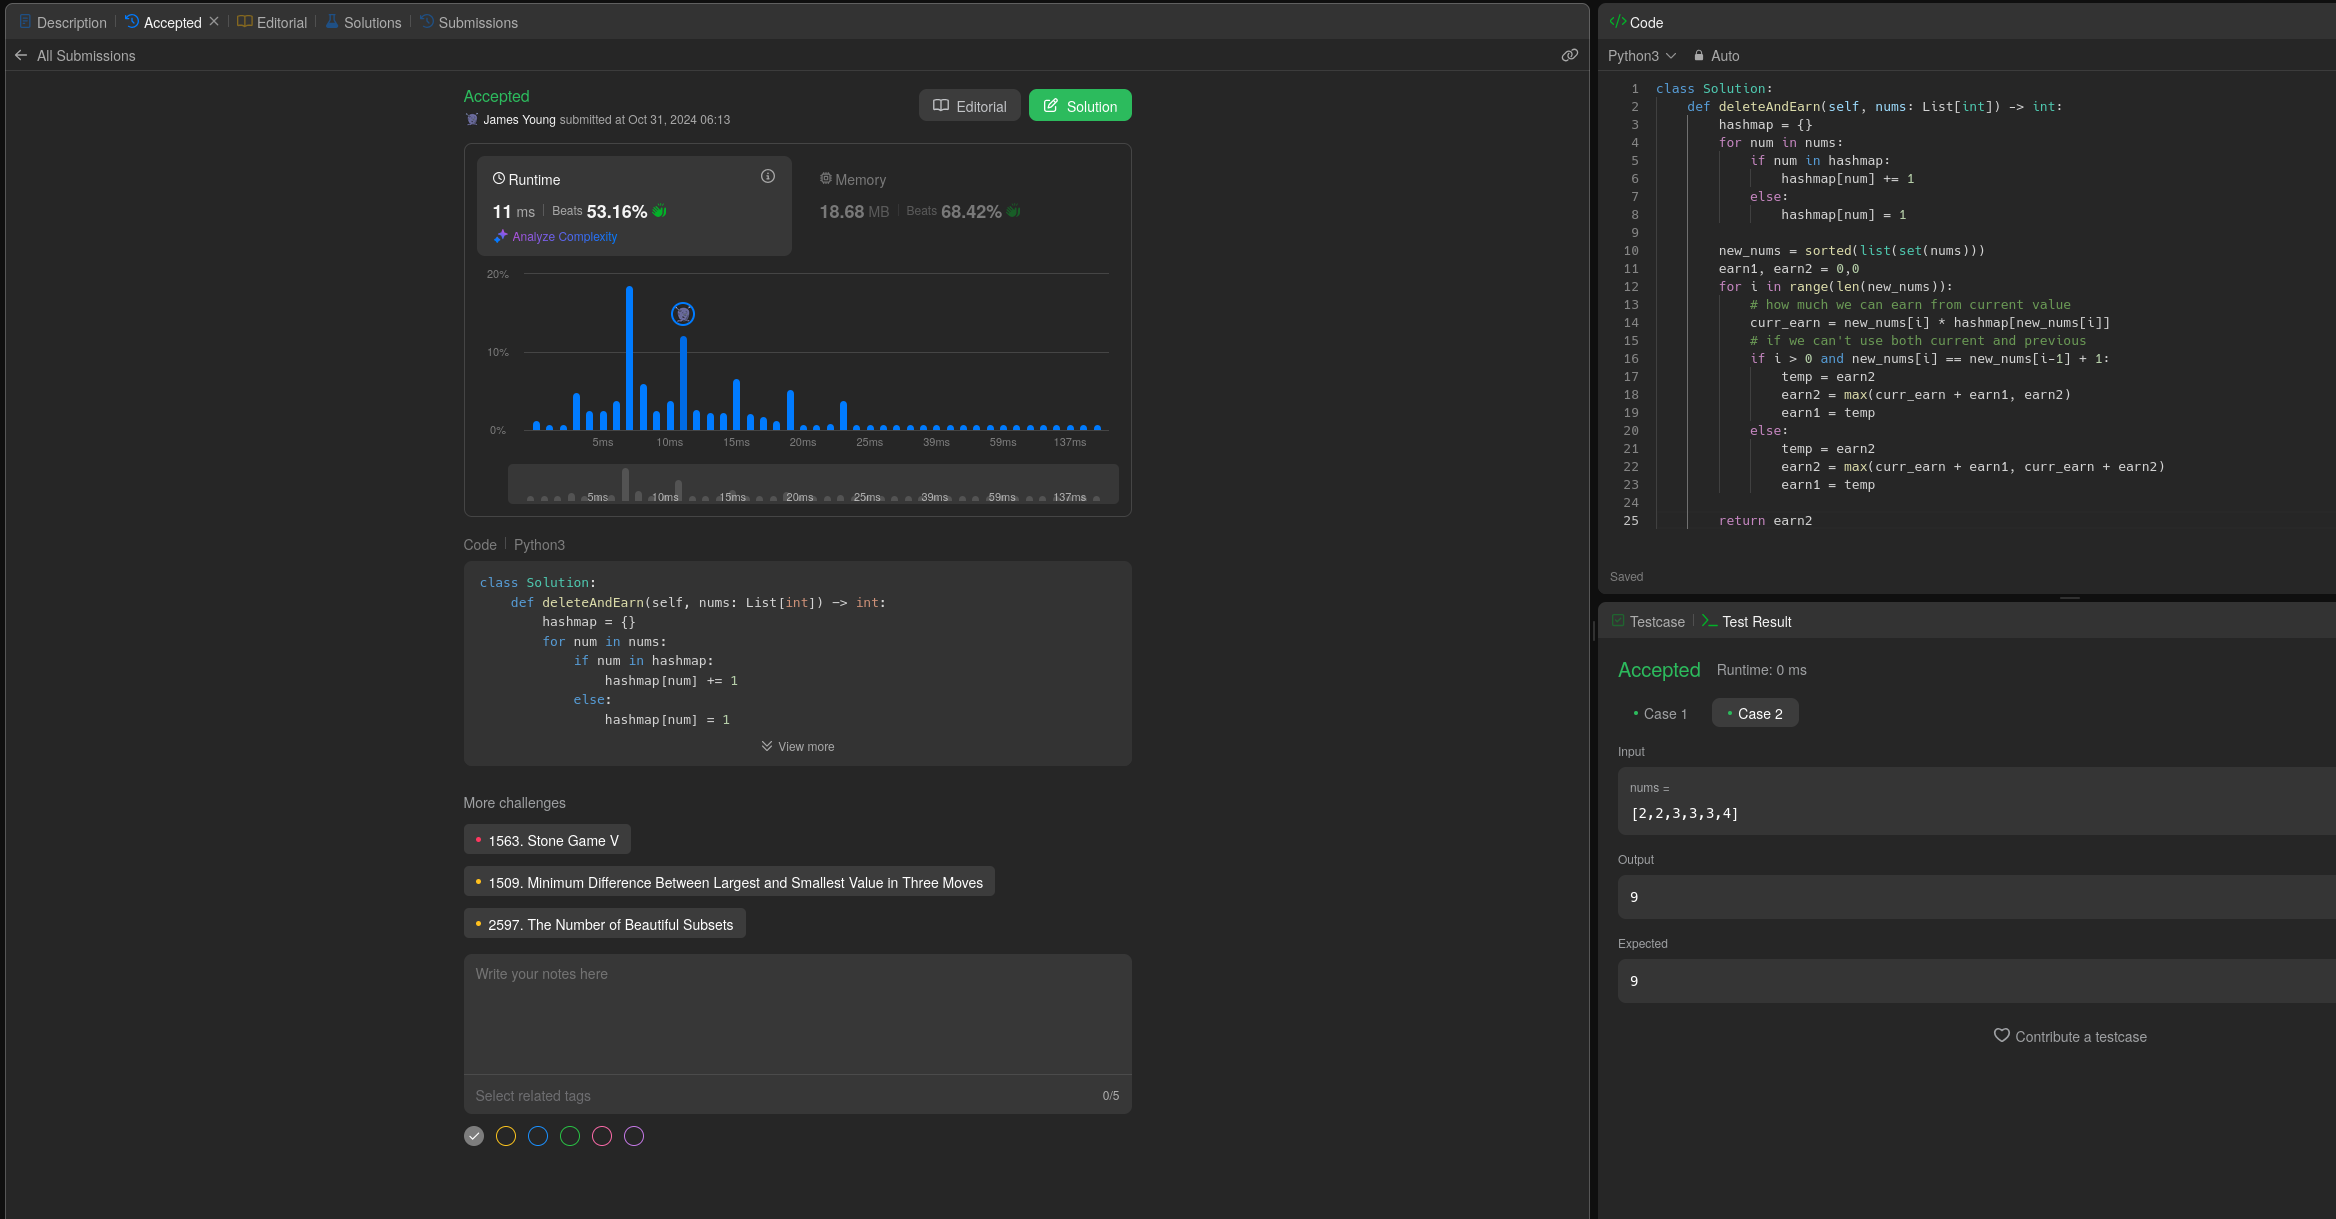 Description
Accepted
Editorial
Solutions
Submissions
All Submissions
Accepted
James Young submitted at Oct 31, 2024 06:13
Editorial
Solution
Runtime
11 ms
Beats 53.16%
Analyze Complexity
Memory
18.68 MB
Beats 68.42%
20%
10%
0%
5ms 10ms 15ms 20ms 25ms 39ms 59ms 137ms
5ms 10ms 15ms 20ms 25ms 39ms 59ms 137ms
Code
Python3
class Solution:
    def deleteAndEarn(self, nums: List[int]) -> int:
        hashmap = {}
        for num in nums:
            if num in hashmap:
                hashmap[num] += 1
            else:
                hashmap[num] = 1
View more
More challenges
1563. Stone Game V
1509. Minimum Difference Between Largest and Smallest Value in Three Moves
2597. The Number of Beautiful Subsets
Write your notes here
Select related tags
0/5
Code
Python3
Auto
1 class Solution:
2     def deleteAndEarn(self, nums: List[int]) -> int:
3         hashmap = {}
4         for num in nums:
5             if num in hashmap:
6                 hashmap[num] += 1
7             else:
8                 hashmap[num] = 1
9
10         new_nums = sorted(list(set(nums)))
11         earn1, earn2 = 0,0
12         for i in range(len(new_nums)):
13             # how much we can earn from current value
14             curr_earn = new_nums[i] * hashmap[new_nums[i]]
15             # if we can't use both current and previous
16             if i > 0 and new_nums[i] == new_nums[i-1] + 1:
17                 temp = earn2
18                 earn2 = max(curr_earn + earn1, earn2)
19                 earn1 = temp
20             else:
21                 temp = earn2
22                 earn2 = max(curr_earn + earn1, curr_earn + earn2)
23                 earn1 = temp
24
25         return earn2
Saved
Testcase
Test Result
Accepted
Runtime: 0 ms
Case 1
Case 2
Input
nums =
[2,2,3,3,3,4]
Output
9
Expected
9
Contribute a testcase